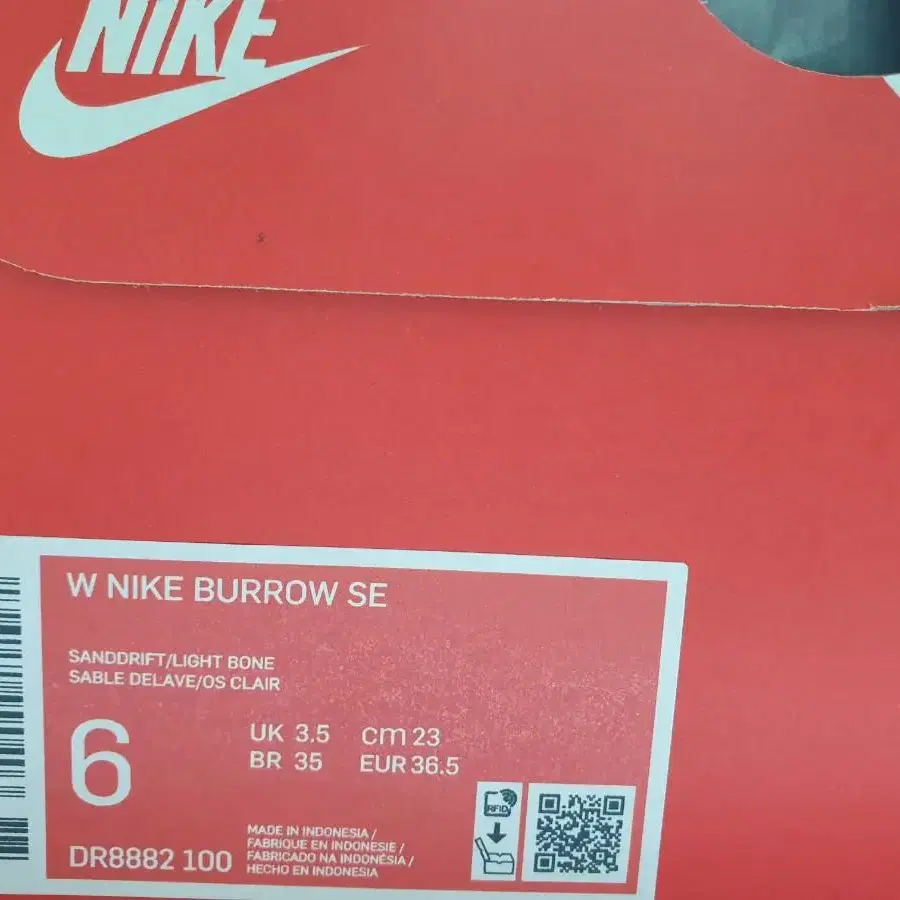 NIKE
W NIKE BURROW SE
SANDDRIFT/LIGHT BONE
SABLE DELAVE/OS CLAIR
6
UK 3.5 cm 23
BR 35 EUR 36.5
DR8882 100
MADE IN INDONESIA /
FABRIQUE EN INDONESIE /
FABRICADO NA INDONÉSIA /
HECHO EN INDONESIA
RFID